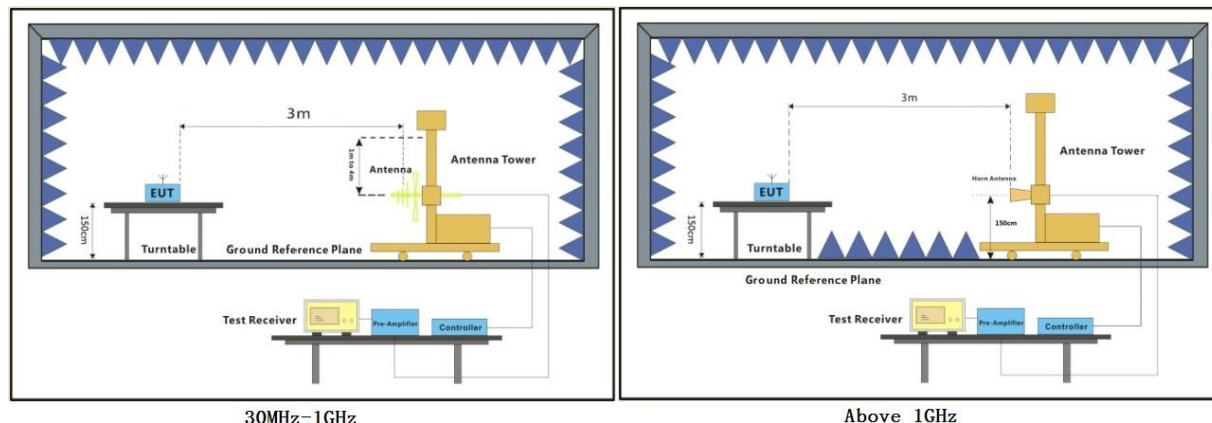 3m
1m to 4m
Antenna
Antenna Tower
EUT
150cm
Turntable
Ground Reference Plane
Test Receiver
Pre-Amplifier
Controller
30MHz-1GHz
3m
Antenna Tower
Horn Antenna
EUT
150cm
150cm
Turntable
Ground Reference Plane
Test Receiver
Pre-Amplifier
Controller
Above 1GHz